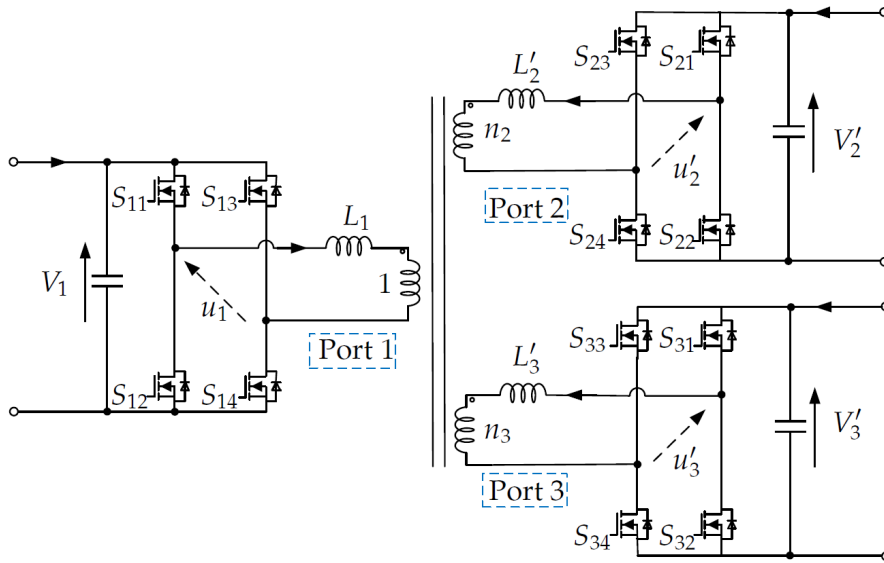 S₂₃
S₂₁
L′₂
n₂
V′₂
u′₂
Port 2
S₂₄
S₂₂
S₁₁
S₁₃
L₁
V₁
u₁
1
Port 1
S₁₂
S₁₄
S₃₃
S₃₁
L′₃
n₃
V′₃
u′₃
Port 3
S₃₄
S₃₂